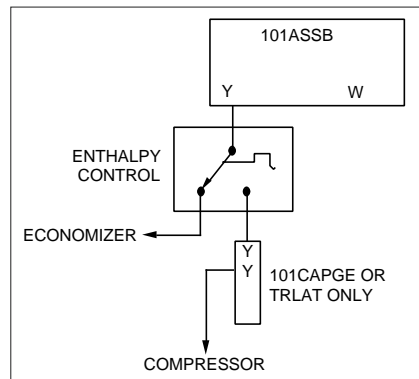 101ASSB
Y W
ENTHALPY
CONTROL
ECONOMIZER
Y
Y
101CAPGE OR
TRLAT ONLY
COMPRESSOR